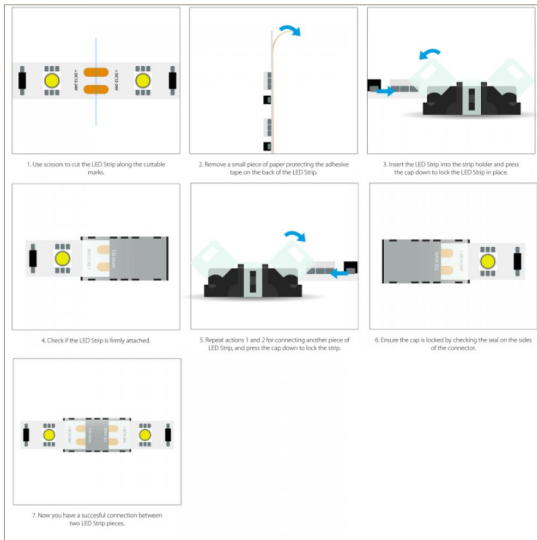 1. Use scissors to cut the LED Strip along the cuttable
marks.
2. Remove a small piece of paper protecting the adhesive
tape on the back of the LED Strip.
3. Insert the LED Strip into the strip holder and press
the cap down to lock the LED Strip in place.
4. Check if the LED Strip is firmly attached.
5. Repeat actions 1 and 2 for connecting another piece of
LED Strip, and press the cap down to lock the strip.
6. Ensure the cap is locked by checking the seal on the sides
of the connector.
7. Now you have a succesful connection between
two LED Strip pieces.